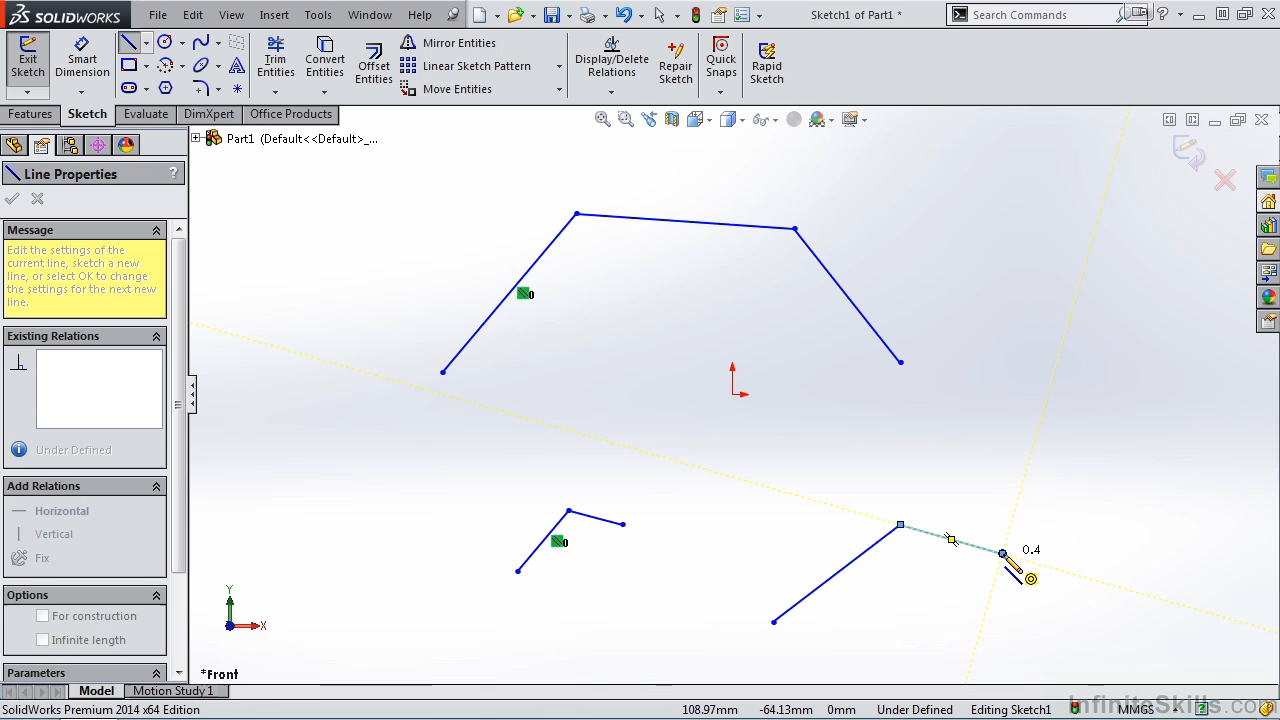 SOLIDWORKS File Edit View Insert Tools Window Help Sketch1 of Part1 * Search Commands ?
Exit Sketch
Smart Dimension
Trim Entities
Convert Entities
Offset Entities
Mirror Entities
Linear Sketch Pattern
Move Entities
Display/Delete Relations
Repair Sketch
Quick Snaps
Rapid Sketch
Features Sketch Evaluate DimXpert Office Products
Part1 (Default<<Default>_...
Line Properties ?
Message
Edit the settings of the
current line, sketch a new
line, or select OK to change
the settings for the next new
line.
Existing Relations
Under Defined
Add Relations
Horizontal
Vertical
Fix
Options
For construction
Infinite length
Parameters
0
0
0.4
Y
X
*Front
Model Motion Study 1
SolidWorks Premium 2014 x64 Edition 108.97mm -64.13mm 0mm Under Defined Editing Sketch1 MMGS ?
InfiniteSkills.com